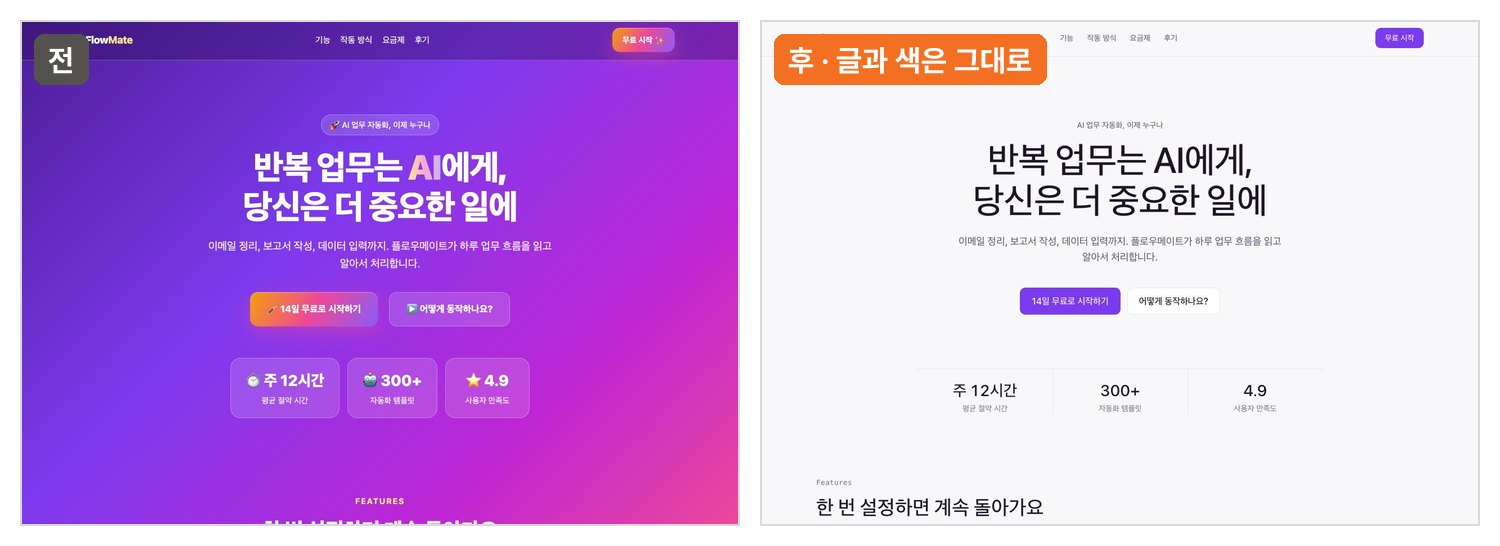 전
FlowMate
기능 작동 방식 요금제 후기
무료 시작 ✨
🚀 AI 업무 자동화, 이제 누구나
반복 업무는 AI에게,
당신은 더 중요한 일에
이메일 정리, 보고서 작성, 데이터 입력까지. 플로우메이트가 하루 업무 흐름을 읽고
알아서 처리합니다.
14일 무료로 시작하기
▶️ 어떻게 동작하나요?
⏱️ 주 12시간
평균 절약 시간
🤖 300+
자동화 템플릿
⭐ 4.9
사용자 만족도
FEATURES
한 번 설정하면 계속 돌아가요
후 · 글과 색은 그대로
기능 작동 방식 요금제 후기
무료 시작
AI 업무 자동화, 이제 누구나
반복 업무는 AI에게,
당신은 더 중요한 일에
이메일 정리, 보고서 작성, 데이터 입력까지. 플로우메이트가 하루 업무 흐름을 읽고
알아서 처리합니다.
14일 무료로 시작하기
어떻게 동작하나요?
주 12시간
평균 절약 시간
300+
자동화 템플릿
4.9
사용자 만족도
Features
한 번 설정하면 계속 돌아가요